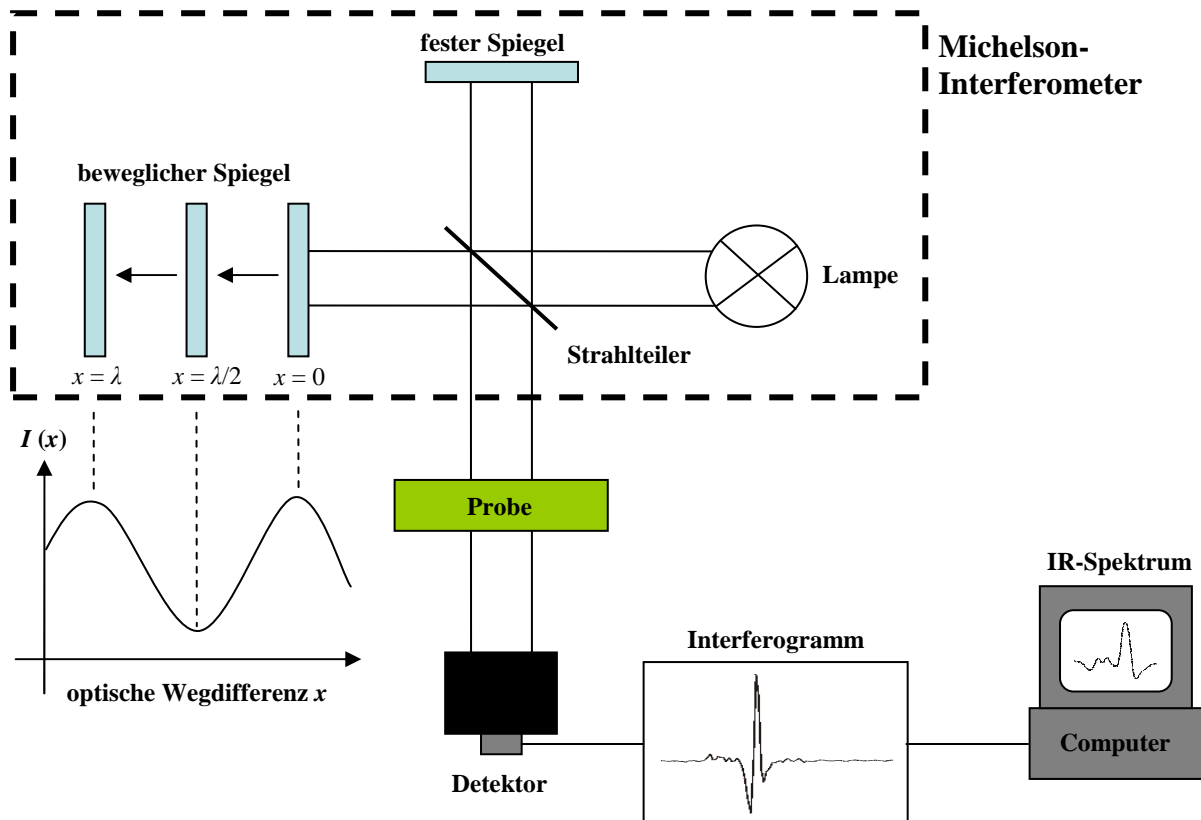 fester Spiegel
Michelson-
Interferometer
beweglicher Spiegel
Lampe
Strahlteiler
x = λ
x = λ/2
x = 0
I (x)
Probe
IR-Spektrum
Interferogramm
optische Wegdifferenz x
Computer
Detektor